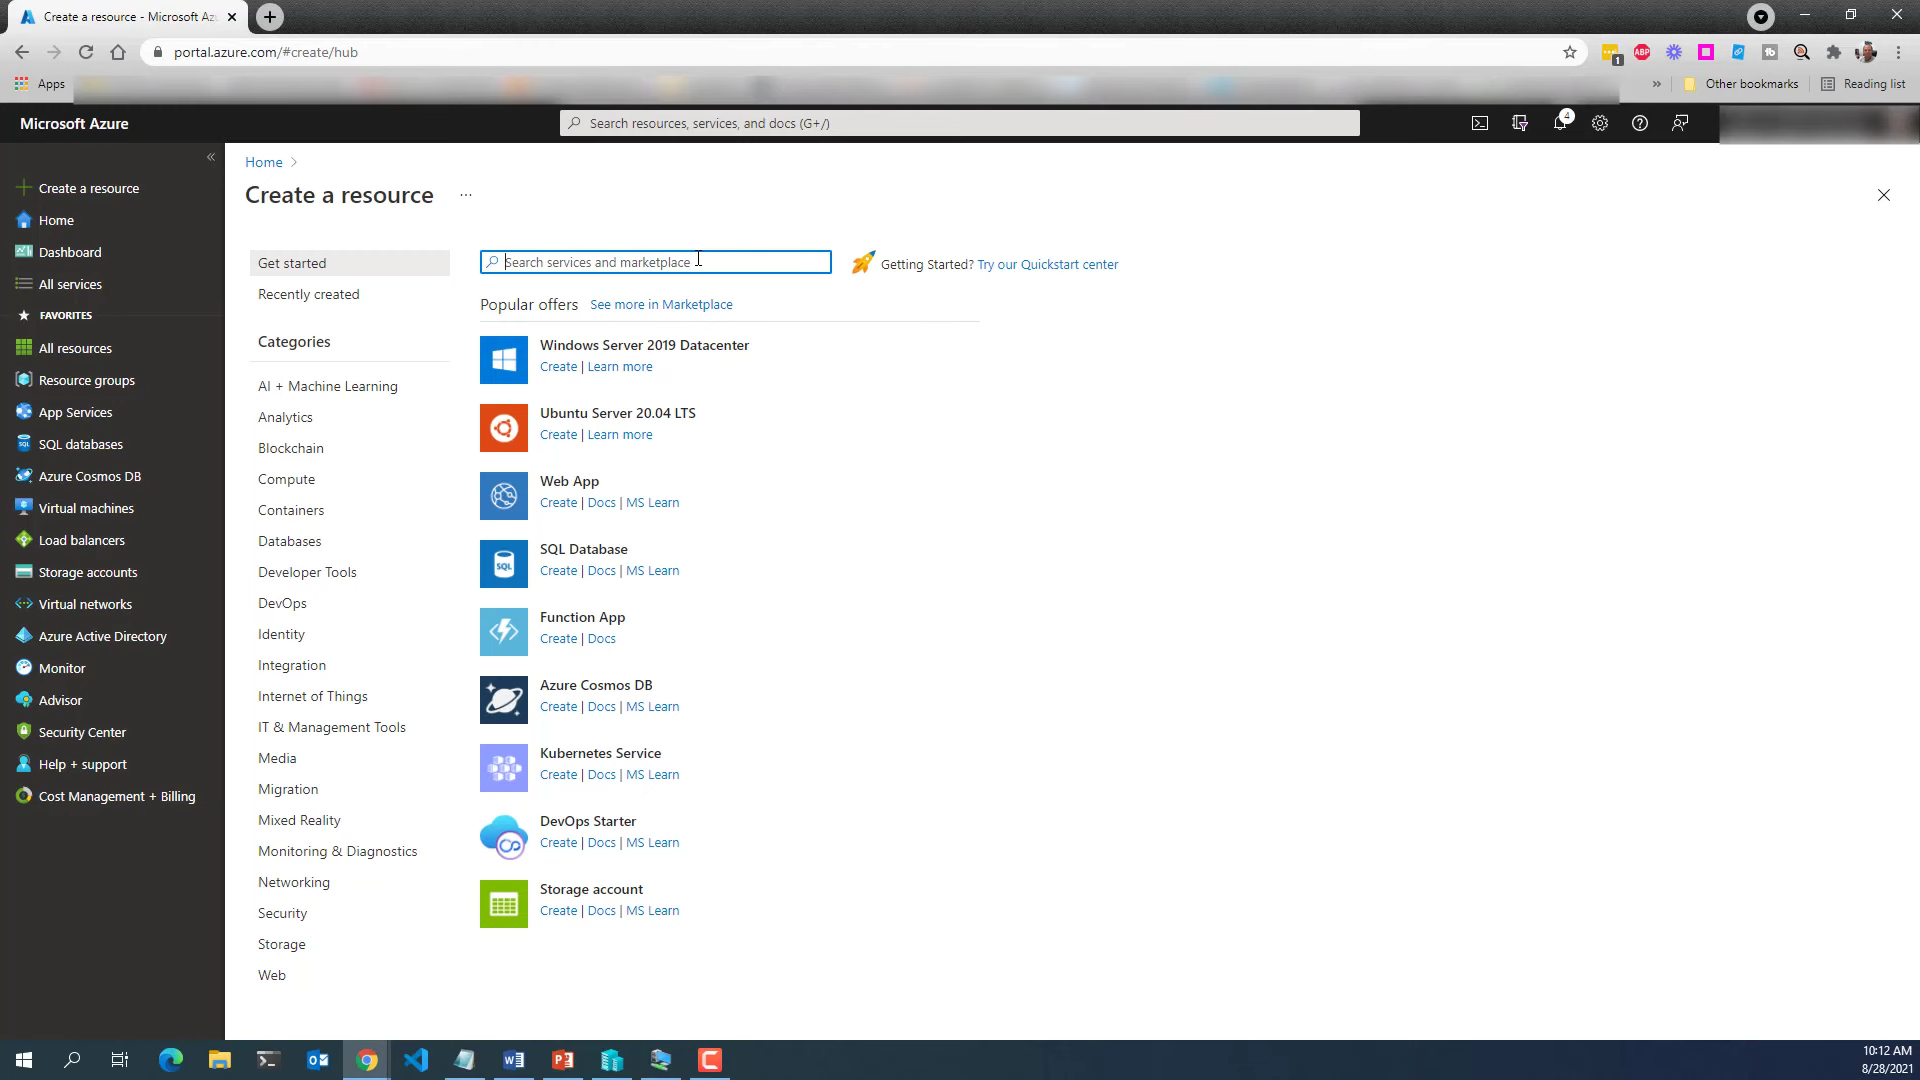 Create a resource - Microsoft Az
portal.azure.com/#create/hub
1
ABP
Apps
»
Other bookmarks
Reading list
Microsoft Azure
Search resources, services, and docs (G+/)
4
«
Create a resource
Home
Dashboard
All services
FAVORITES
All resources
Resource groups
App Services
SQL databases
Azure Cosmos DB
Virtual machines
Load balancers
Storage accounts
Virtual networks
Azure Active Directory
Monitor
Advisor
Security Center
Help + support
Cost Management + Billing
Home >
Create a resource ...
Get started
Recently created
Categories
AI + Machine Learning
Analytics
Blockchain
Compute
Containers
Databases
Developer Tools
DevOps
Identity
Integration
Internet of Things
IT & Management Tools
Media
Migration
Mixed Reality
Monitoring & Diagnostics
Networking
Security
Storage
Web
Search services and marketplace
Getting Started? Try our Quickstart center
Popular offers See more in Marketplace
Windows Server 2019 Datacenter
Create | Learn more
Ubuntu Server 20.04 LTS
Create | Learn more
Web App
Create | Docs | MS Learn
SQL Database
Create | Docs | MS Learn
Function App
Create | Docs
Azure Cosmos DB
Create | Docs | MS Learn
Kubernetes Service
Create | Docs | MS Learn
DevOps Starter
Create | Docs | MS Learn
Storage account
Create | Docs | MS Learn
10:12 AM
8/28/2021